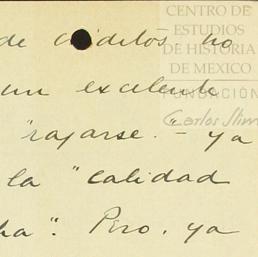 CENTRO DE
ESTUDIOS
DE HISTORIA
DE MEXICO
FUNDACIÓN
Carlos Slim
de créditos, no
un excelente
"rajarse." - ya
la "calidad
ha". Pero, ya